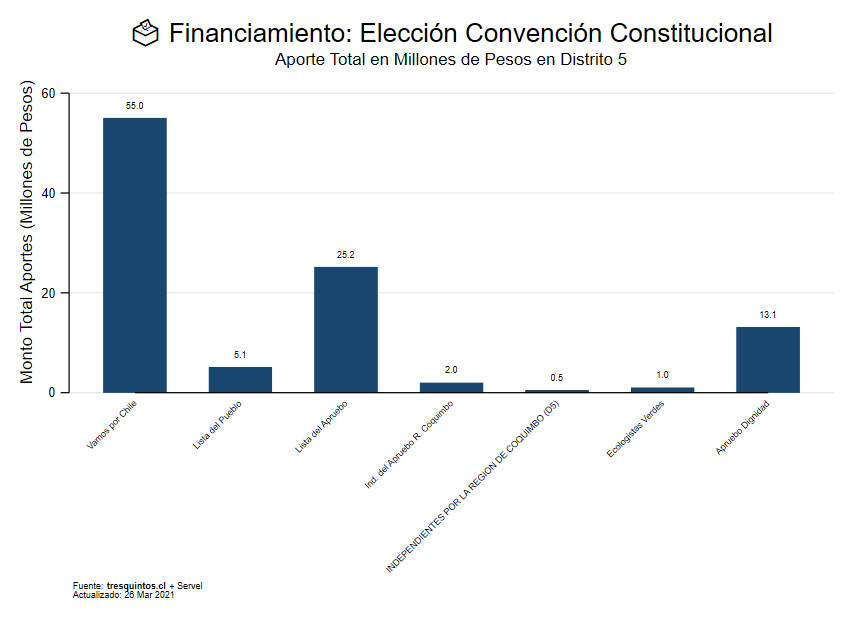 Financiamiento: Elección Convención Constitucional
Aporte Total en Millones de Pesos en Distrito 5
Monto Total Aportes (Millones de Pesos)
60
40
20
0
55.0
5.1
25.2
2.0
0.5
1.0
13.1
Vamos por Chile
Lista del Pueblo
Lista del Apruebo
Ind. del Apruebo R. Coquimbo
INDEPENDIENTES POR LA REGION DE COQUIMBO (D5)
Ecologistas Verdes
Apruebo Dignidad
Fuente: tresquintos.cl + Servel
Actualizado: 26 Mar 2021